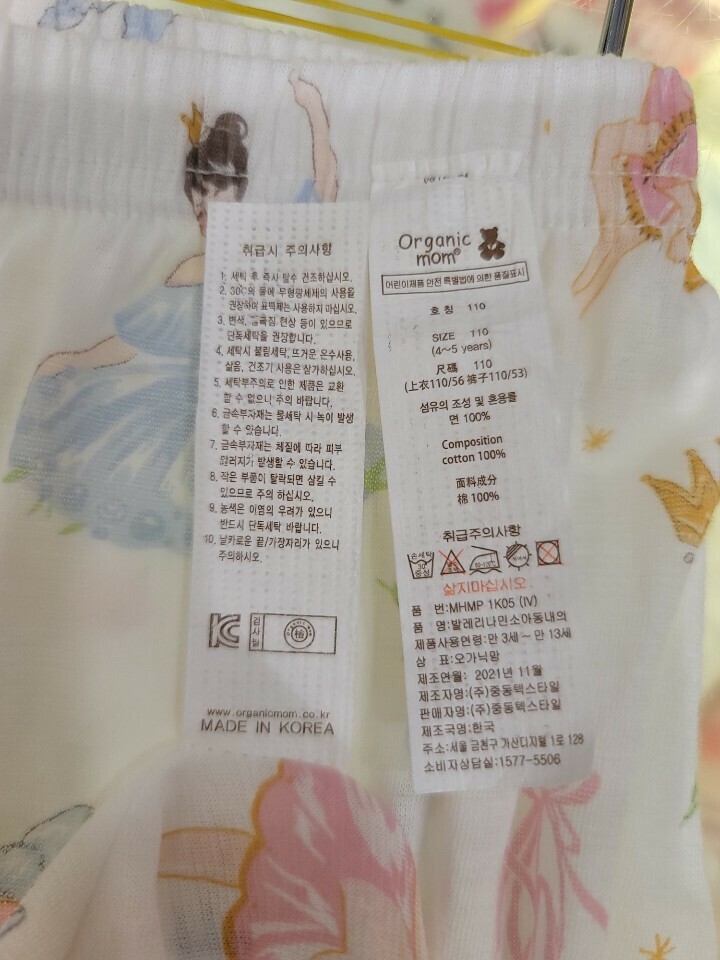 취급시 주의사항
1. 세탁 후 즉시 탈수 건조하십시오.
2. 30℃의 물에 무형광세제의 사용을
권장하며 표백제는 사용하지 마십시오.
3. 변색, 현상 등이 있으므로
단독세탁을 권장합니다.
4. 세탁시 불림세탁, 뜨거운 온수사용,
삶음, 건조기 사용은 삼가하십시오.
5. 세탁부주의로 인한 제품은 교환
할 수 없으니 주의 바랍니다.
6. 금속부자재는 물세탁 시 녹이 발생
할 수 있습니다.
7. 금속부자재는 체질에 따라 피부
알러지가 발생할 수 있습니다.
8. 작은 부품이 탈락되면 삼킬 수
있으므로 주의 하십시오.
9. 농색은 이염의 우려가 있으니
반드시 단독세탁 바랍니다.
10. 날카로운 끝/가장자리가 있으니
주의하시오.
KC
검사필
檢
www.organicmom.co.kr
MADE IN KOREA
Organic
mom®
어린이제품 안전 특별법에 의한 품질표시
호 칭 110
SIZE 110
(4~5 years)
尺碼 110
(上衣110/56 裤子110/53)
섬유의 조성 및 혼용률
면 100%
Composition
cotton 100%
面料成分
棉 100%
취급주의사항
손세탁
30
중성
삶지마십시오
품 번:MHMP 1K05 (IV)
품 명:발레리나민소아동내의
제품사용연령:만 3세~ 만 13세
상 표:오가닉맘
제조연월: 2021년 11월
제조자명:(주)중동텍스타일
판매자명:(주)중동텍스타일
제조국명:한국
주소:서울 금천구 가산디지털 1로 128
소비자상담실:1577-5506